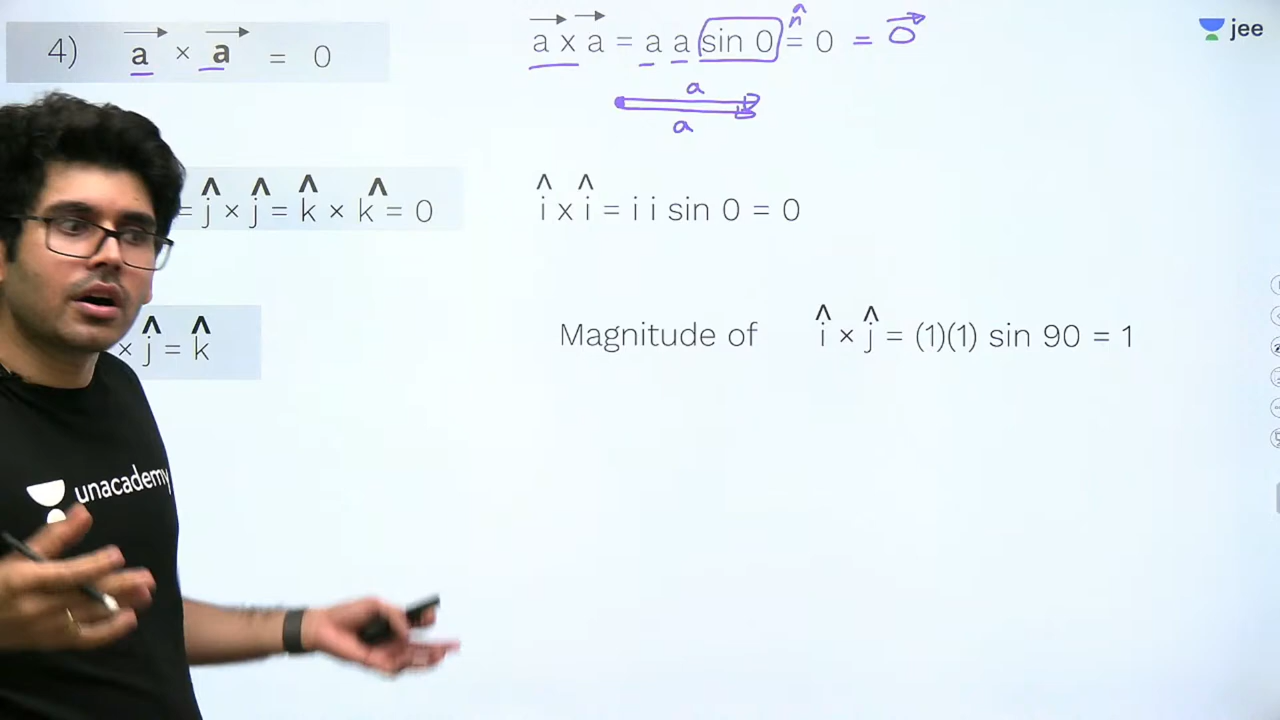 4) a⃗ × a⃗ = 0
a⃗ x a⃗ = a a sin 0 n̂ = 0 = 0⃗
a
a
= ĵ × ĵ = k̂ × k̂ = 0
î x î = i i sin 0 = 0
× ĵ = k̂
Magnitude of î × ĵ = (1)(1) sin 90 = 1
jee
unacademy